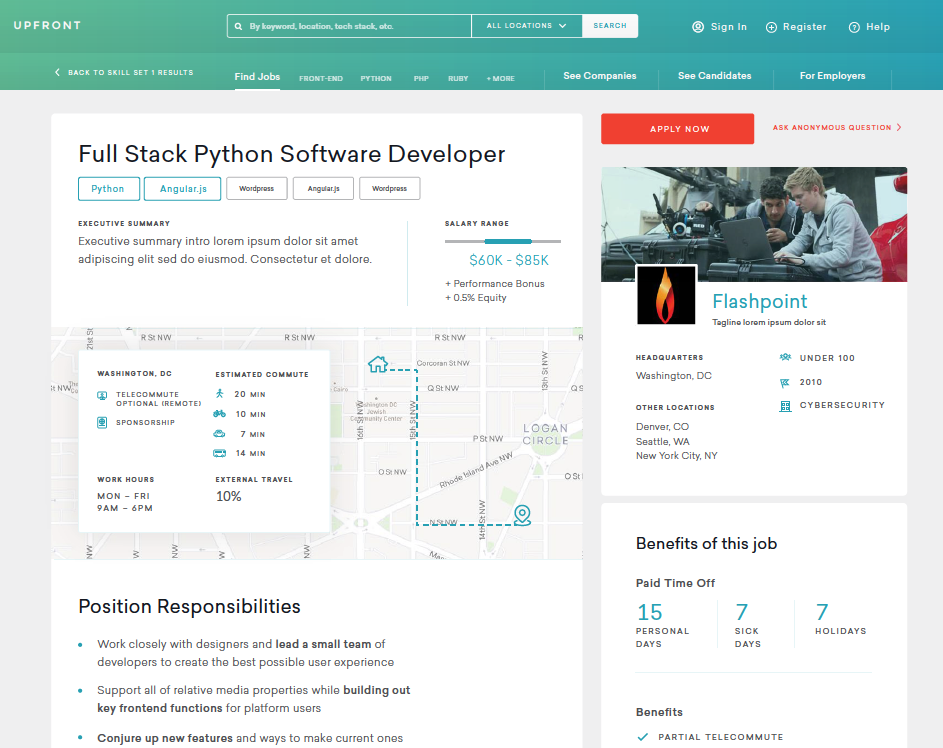 UPFRONT
By keyword, location, tech stack, etc.
ALL LOCATIONS
SEARCH
Sign In
Register
Help
BACK TO SKILL SET 1 RESULTS
Find Jobs
FRONT-END
PYTHON
PHP
RUBY
+ MORE
See Companies
See Candidates
For Employers
Full Stack Python Software Developer
Python
Angular.js
Wordpress
Angular.js
Wordpress
EXECUTIVE SUMMARY
Executive summary intro lorem ipsum dolor sit amet
adipiscing elit sed do eiusmod. Consectetur et dolore.
SALARY RANGE
$60K - $85K
+ Performance Bonus
+ 0.5% Equity
21st St
R St NW
R St NW
R St NW
Corcoran St NW
Q St NW
Q St
13th St NW
16th St NW
15th St NW
Washington DC
Jewish
Community Center
LOGAN
CIRCLE
P St NW
O St NW
O St
Rhode Island Ave NW
14th St NW
N St NW
NW
NW
NW
NW
St NW
WASHINGTON, DC
TELECOMMUTE
OPTIONAL (REMOTE)
SPONSORSHIP
ESTIMATED COMMUTE
20 MIN
10 MIN
7 MIN
14 MIN
WORK HOURS
MON – FRI
9AM – 6PM
EXTERNAL TRAVEL
10%
Position Responsibilities
Work closely with designers and lead a small team of
developers to create the best possible user experience
Support all of relative media properties while building out
key frontend functions for platform users
Conjure up new features and ways to make current ones
APPLY NOW
ASK ANONYMOUS QUESTION
Flashpoint
Tagline lorem ipsum dolor sit
HEADQUARTERS
Washington, DC
OTHER LOCATIONS
Denver, CO
Seattle, WA
New York City, NY
UNDER 100
2010
CYBERSECURITY
Benefits of this job
Paid Time Off
15
PERSONAL
DAYS
7
SICK
DAYS
7
HOLIDAYS
Benefits
PARTIAL TELECOMMUTE